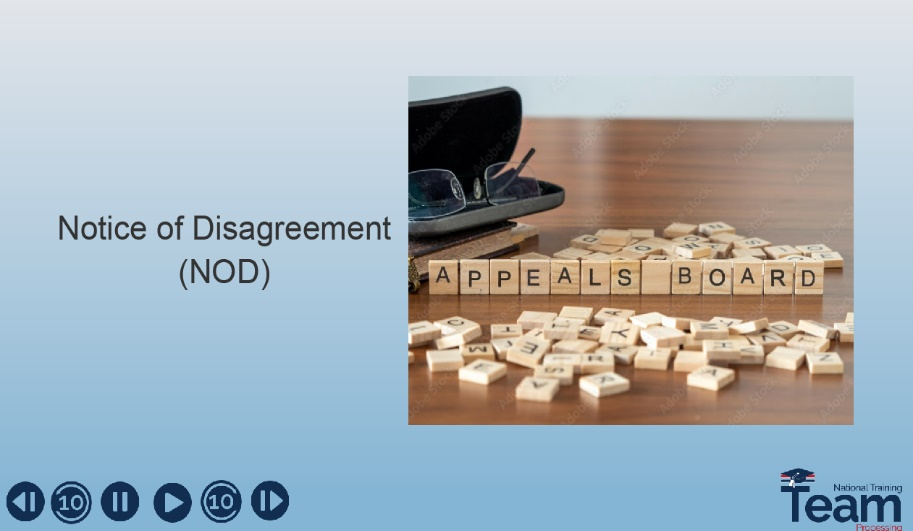 Notice of Disagreement
(NOD)
APPEALS BOARD
10
10
National Training
Team
Processing